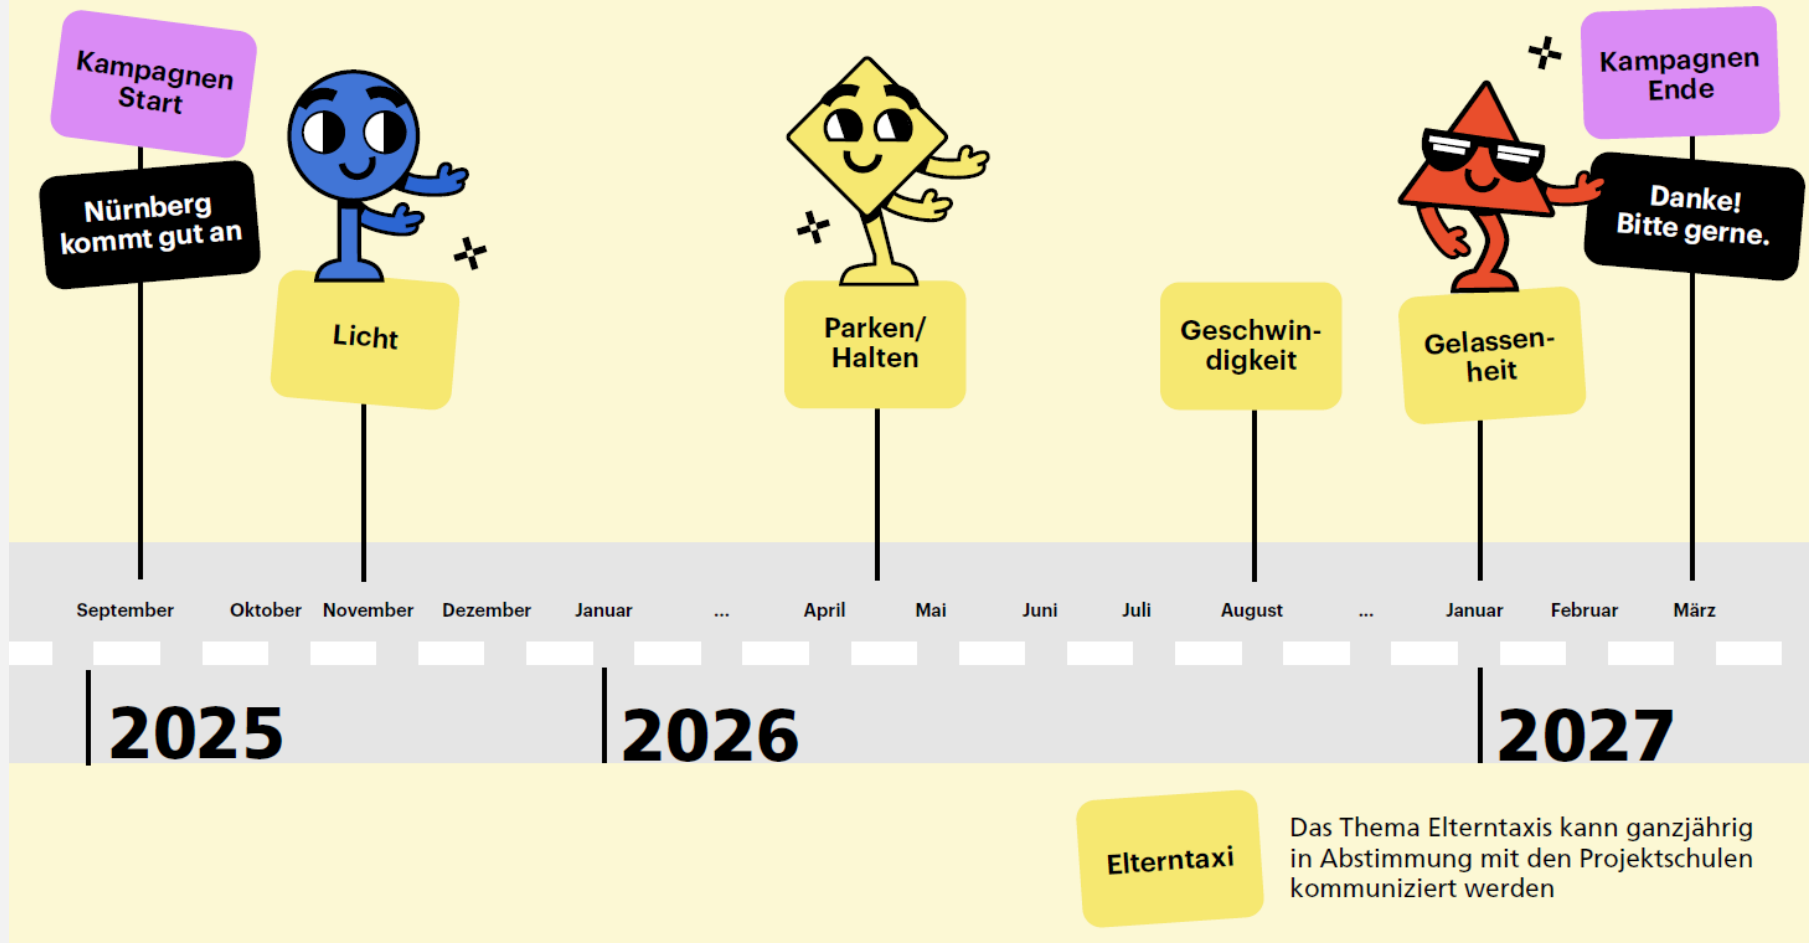 Kampagnen
Start
Nürnberg
kommt gut an
Licht
Parken/
Halten
Geschwin-
digkeit
Gelassen-
heit
Kampagnen
Ende
Danke!
Bitte gerne.
September Oktober November Dezember Januar ... April Mai Juni Juli August ... Januar Februar März
2025 2026 2027
Elterntaxi
Das Thema Elterntaxis kann ganzjährig
in Abstimmung mit den Projektschulen
kommuniziert werden